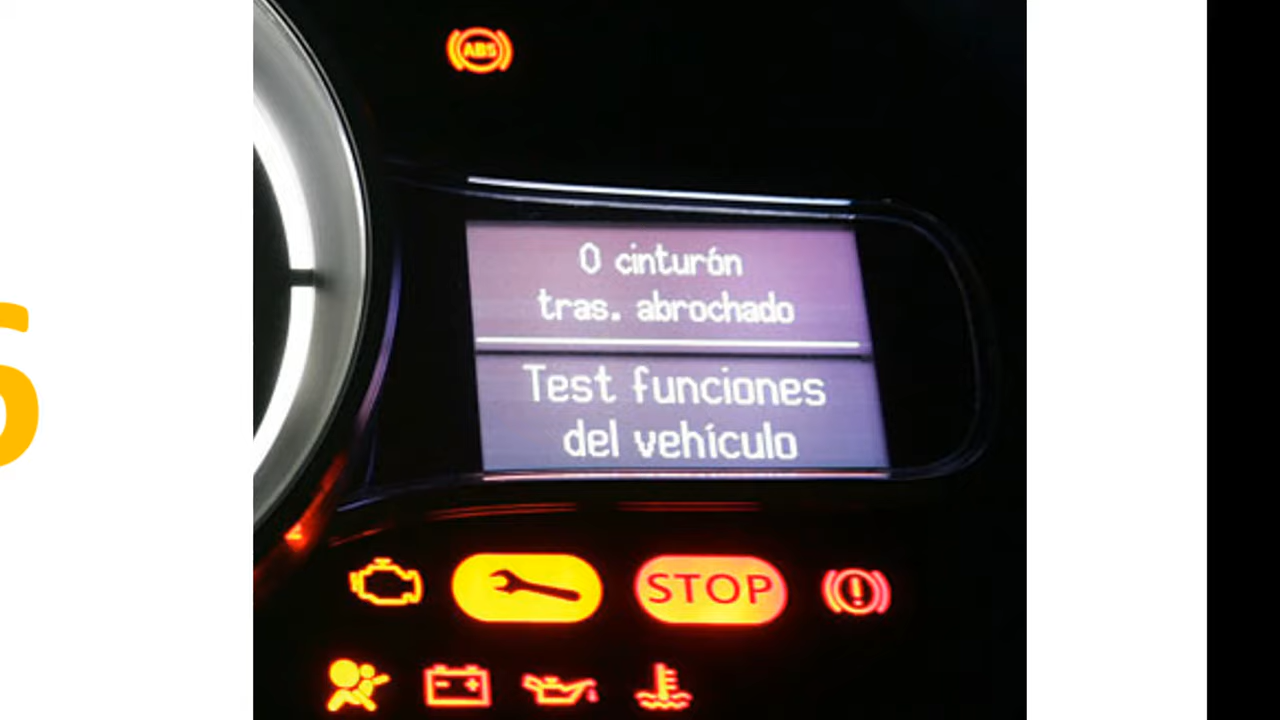 ABS
0 cinturón
tras. abrochado
Test funciones
del vehículo
STOP